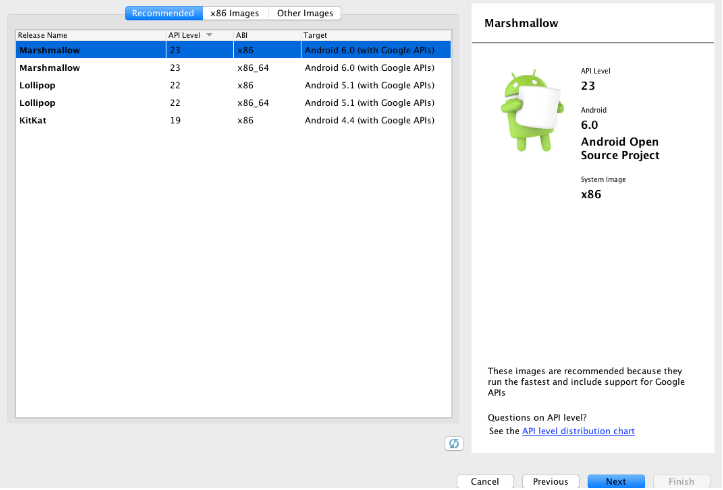 Recommended x86 Images Other Images
Release Name API Level ABI Target
Marshmallow 23 x86 Android 6.0 (with Google APIs)
Marshmallow 23 x86_64 Android 6.0 (with Google APIs)
Lollipop 22 x86 Android 5.1 (with Google APIs)
Lollipop 22 x86_64 Android 5.1 (with Google APIs)
KitKat 19 x86 Android 4.4 (with Google APIs)
Marshmallow
API Level
23
Android
6.0
Android Open
Source Project
System Image
x86
These images are recommended because they
run the fastest and include support for Google
APIs
Questions on API level?
See the API level distribution chart
Cancel Previous Next Finish